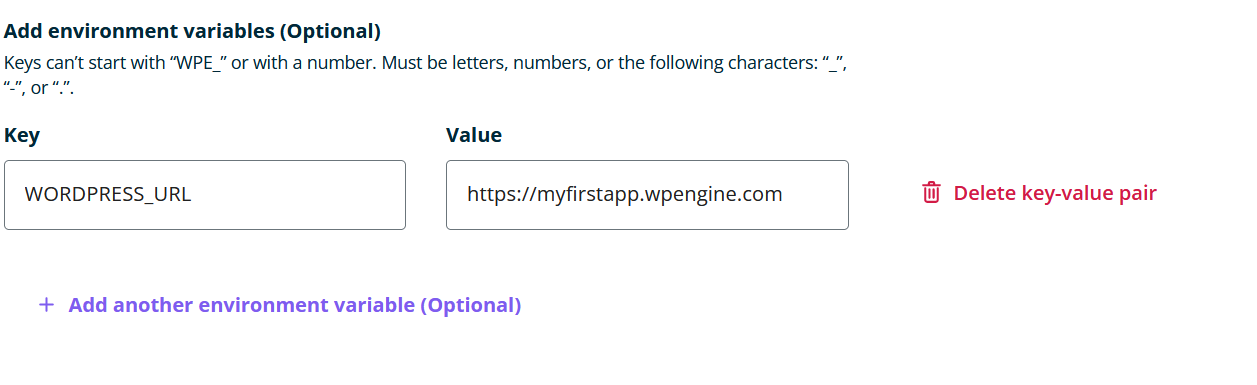 Add environment variables (Optional)
Keys can’t start with “WPE_” or with a number. Must be letters, numbers, or the following characters: “_”,
“-”, or “.”.
Key
Value
WORDPRESS_URL
https://myfirstapp.wpengine.com
Delete key-value pair
+ Add another environment variable (Optional)